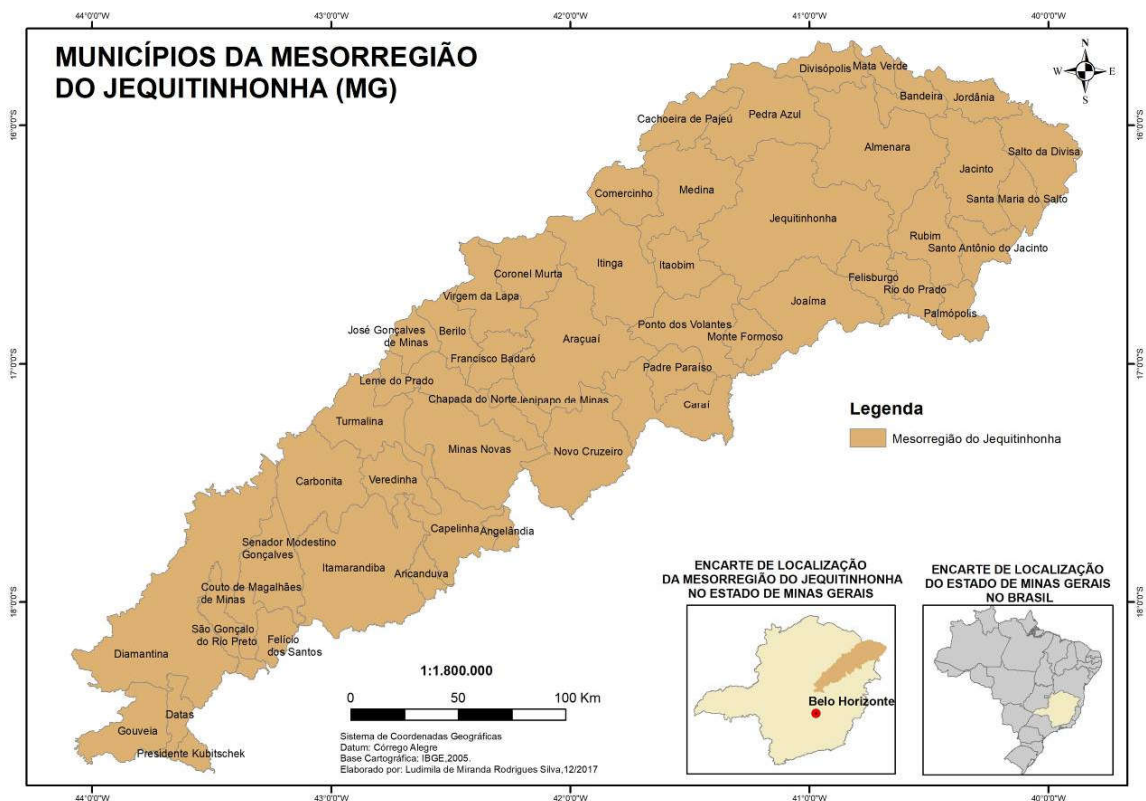 44°0'0"W 43°0'0"W 42°0'0"W 41°0'0"W 40°0'0"W
MUNICÍPIOS DA MESORREGIÃO
DO JEQUITINHONHA (MG)
N
W E
S
16°0'0"S
17°0'0"S
18°0'0"S
16°0'0"S
17°0'0"S
18°0'0"S
Divisópolis
Mata Verde
Bandeira
Jordânia
Cachoeira de Pajeú
Pedra Azul
Almenara
Salto da Divisa
Jacinto
Comercinho
Medina
Santa Maria do Salto
Jequitinhonha
Rubim
Santo Antônio do Jacinto
Coronel Murta
Itinga
Itaobim
Felisburgo
Rio do Prado
Virgem da Lapa
Joaíma
Palmópolis
José Gonçalves
de Minas
Berilo
Araçuaí
Ponto dos Volantes
Monte Formoso
Francisco Badaró
Padre Paraíso
Leme do Prado
Chapada do Norte
Jenipapo de Minas
Caraí
Turmalina
Minas Novas
Novo Cruzeiro
Carbonita
Veredinha
Capelinha
Angelândia
Senador Modestino
Gonçalves
Itamarandiba
Aricanduva
Couto de Magalhães
de Minas
São Gonçalo
do Rio Preto
Felício
dos Santos
Diamantina
Datas
Gouveia
Presidente Kubitschek
Legenda
Mesorregião do Jequitinhonha
1:1.800.000
0 50 100 Km
Sistema de Coordenadas Geográficas
Datum: Córrego Alegre
Base Cartográfica: IBGE,2005.
Elaborado por: Ludimila de Miranda Rodrigues Silva,12/2017
ENCARTE DE LOCALIZAÇÃO
DA MESORREGIÃO DO JEQUITINHONHA
NO ESTADO DE MINAS GERAIS
Belo Horizonte
ENCARTE DE LOCALIZAÇÃO
DO ESTADO DE MINAS GERAIS
NO BRASIL
44°0'0"W 43°0'0"W 42°0'0"W 41°0'0"W 40°0'0"W